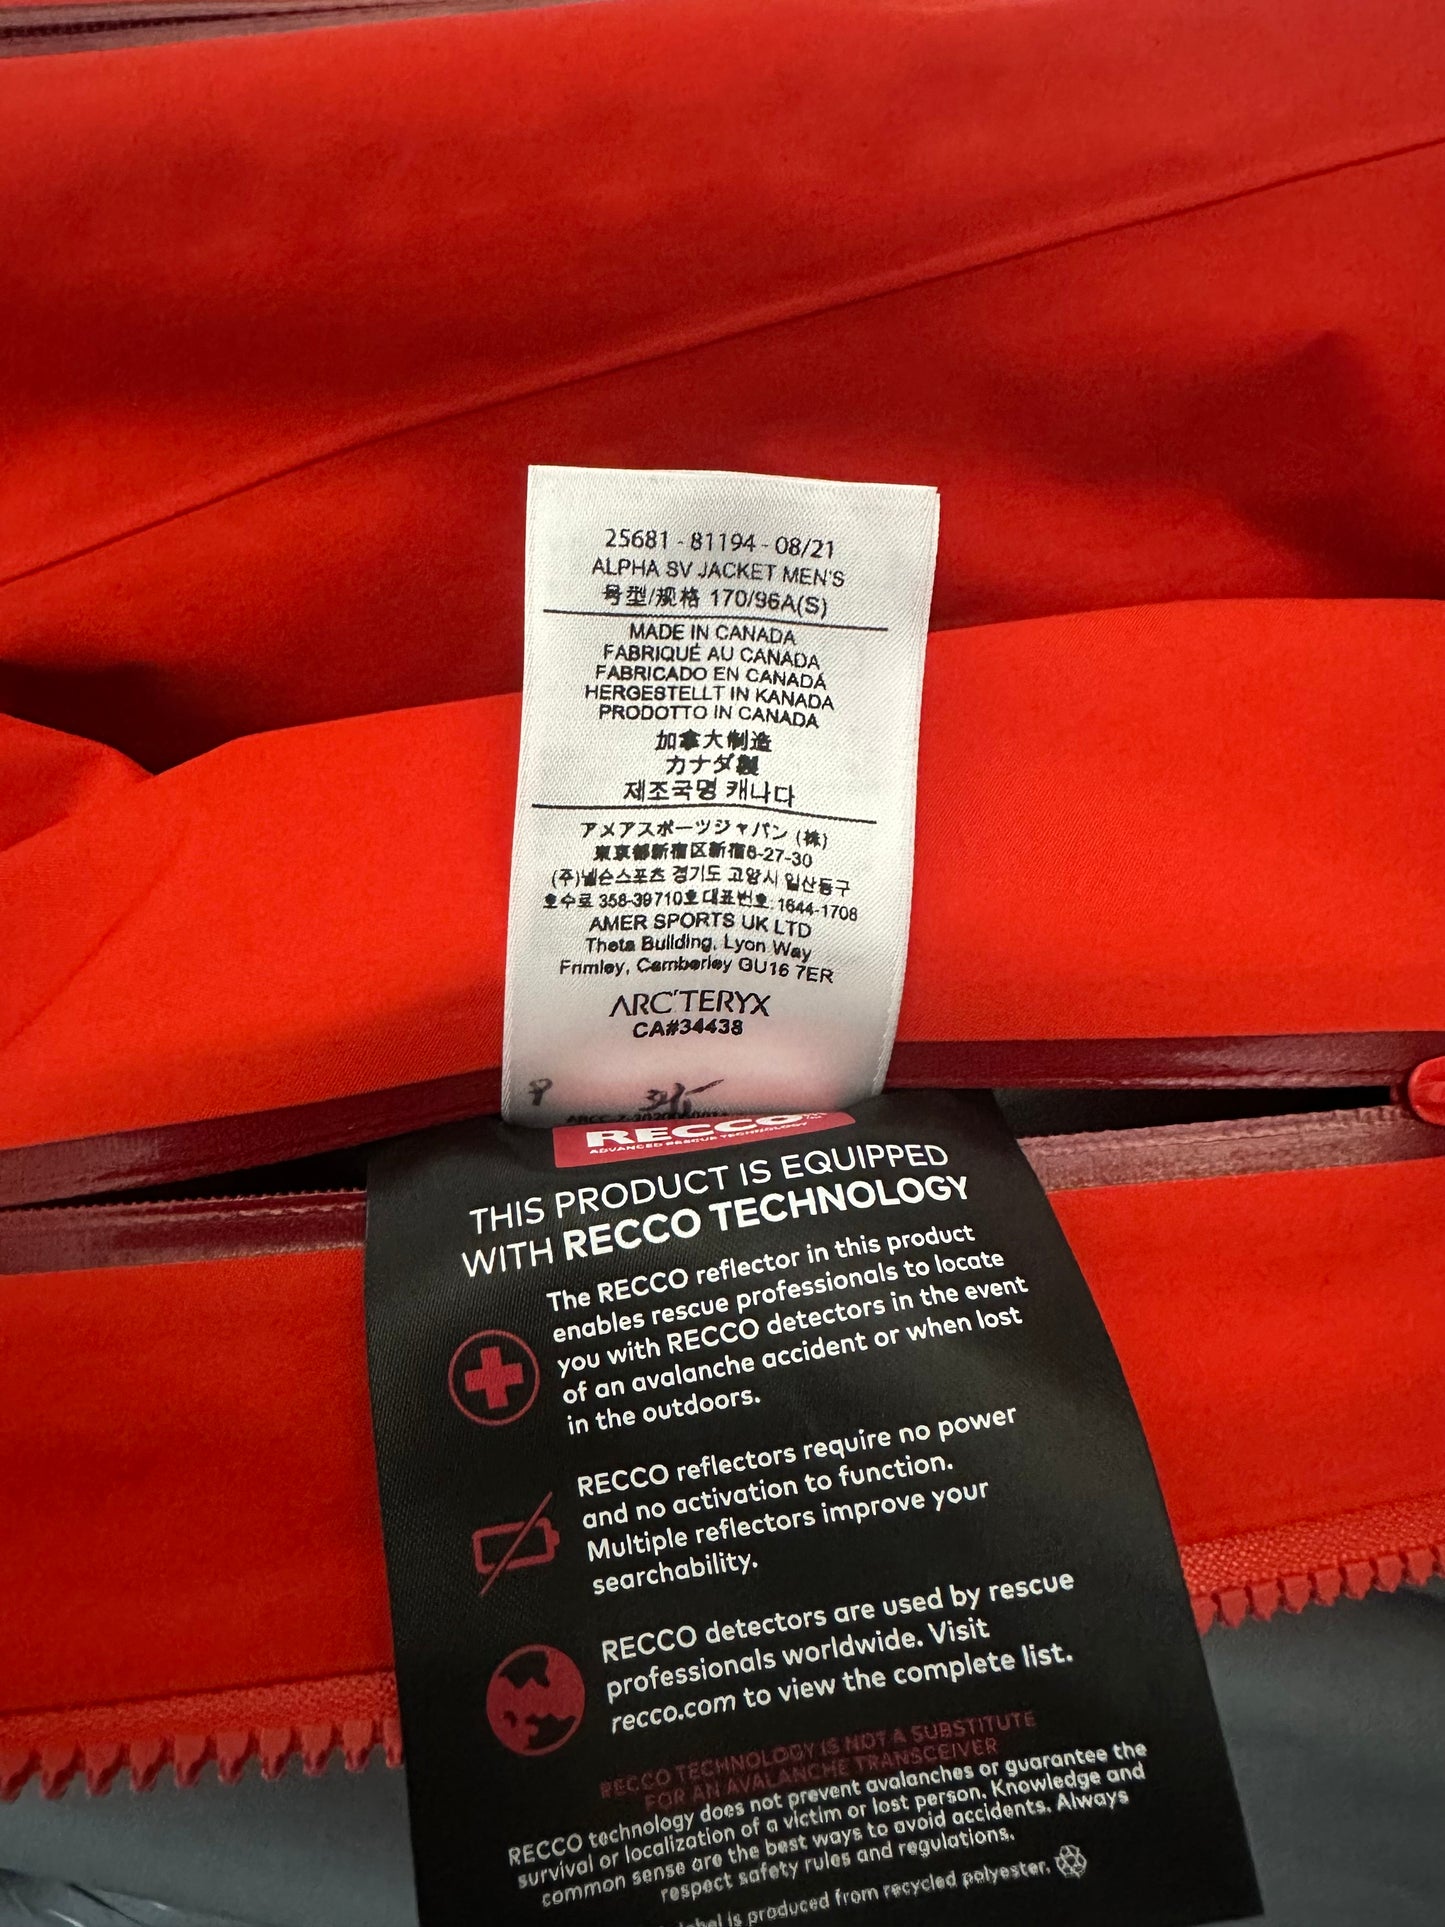 25681 - 81194 - 08/21
ALPHA SV JACKET MEN'S
号型/规格 170/96A(S)
MADE IN CANADA
FABRIQUÉ AU CANADA
FABRICADO EN CANADÁ
HERGESTELLT IN KANADA
PRODOTTO IN CANADA
加拿大制造
カナダ製
제조국명 캐나다
アメアスポーツジャパン (株)
東京都新宿区新宿6-27-30
(주)넬슨스포츠 경기도 고양시 일산동구
호수로 358-39710호 대표번호: 1644-1708
AMER SPORTS UK LTD
Theta Building, Lyon Way
Frimley, Camberley GU16 7ER
ARC'TERYX
CA#34438
RECCO
ADVANCED RESCUE TECHNOLOGY
THIS PRODUCT IS EQUIPPED
WITH RECCO TECHNOLOGY
The RECCO reflector in this product
enables rescue professionals to locate
you with RECCO detectors in the event
of an avalanche accident or when lost
in the outdoors.
RECCO reflectors require no power
and no activation to function.
Multiple reflectors improve your
searchability.
RECCO detectors are used by rescue
professionals worldwide. Visit
recco.com to view the complete list.
RECCO TECHNOLOGY IS NOT A SUBSTITUTE
FOR AN AVALANCHE TRANSCEIVER
RECCO technology does not prevent avalanches or guarantee the
survival or localization of a victim or lost person. Knowledge and
common sense are the best ways to avoid accidents. Always
respect safety rules and regulations.
label is produced from recycled polyester.